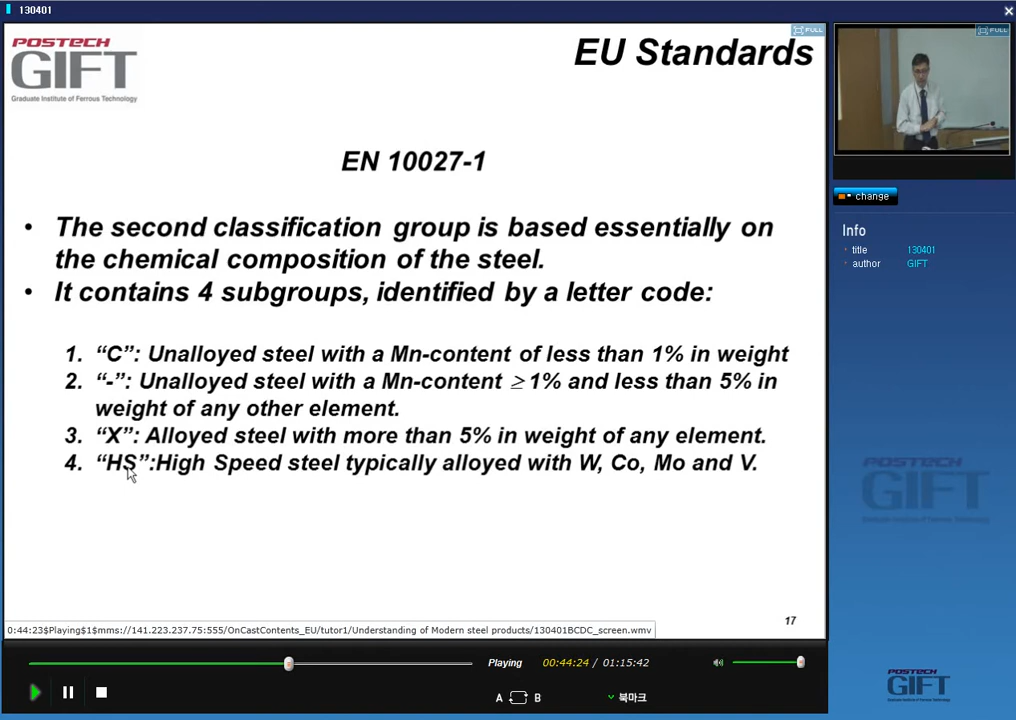 130401
POSTECH
GIFT
Graduate Institute of Ferrous Technology
EU Standards
FULL
FULL
EN 10027-1
• The second classification group is based essentially on
the chemical composition of the steel.
• It contains 4 subgroups, identified by a letter code:
1. “C”: Unalloyed steel with a Mn-content of less than 1% in weight
2. “-”: Unalloyed steel with a Mn-content ≥ 1% and less than 5% in
weight of any other element.
3. “X”: Alloyed steel with more than 5% in weight of any element.
4. “HS”:High Speed steel typically alloyed with W, Co, Mo and V.
17
change
Info
title 130401
author GIFT
POSTECH
GIFT
0:44:23$Playing$1$mms://141.223.237.75:555/OnCastContents_EU/tutor1/Understanding of Modern steel products/130401BCDC_screen.wmv
Playing 00:44:24 / 01:15:42
A B 북마크
POSTECH
GIFT